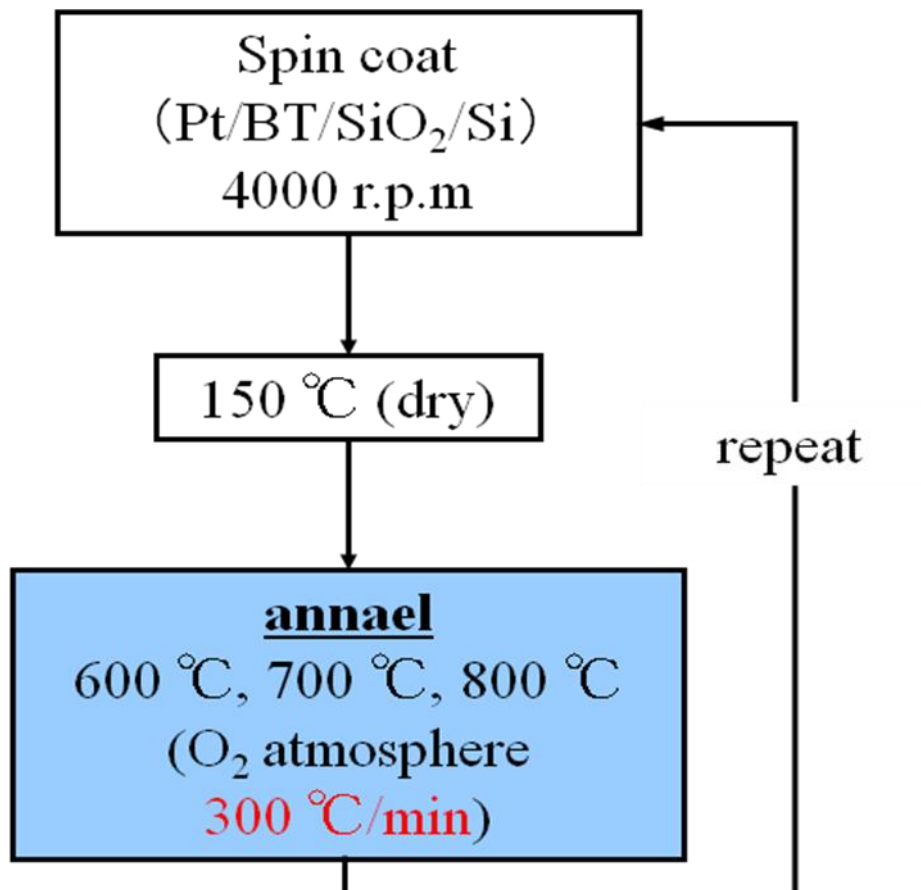 Spin coat
（Pt/BT/SiO₂/Si）
4000 r.p.m
150 ℃ (dry)
repeat
annael
600 ℃, 700 ℃, 800 ℃
(O₂ atmosphere
300 ℃/min)